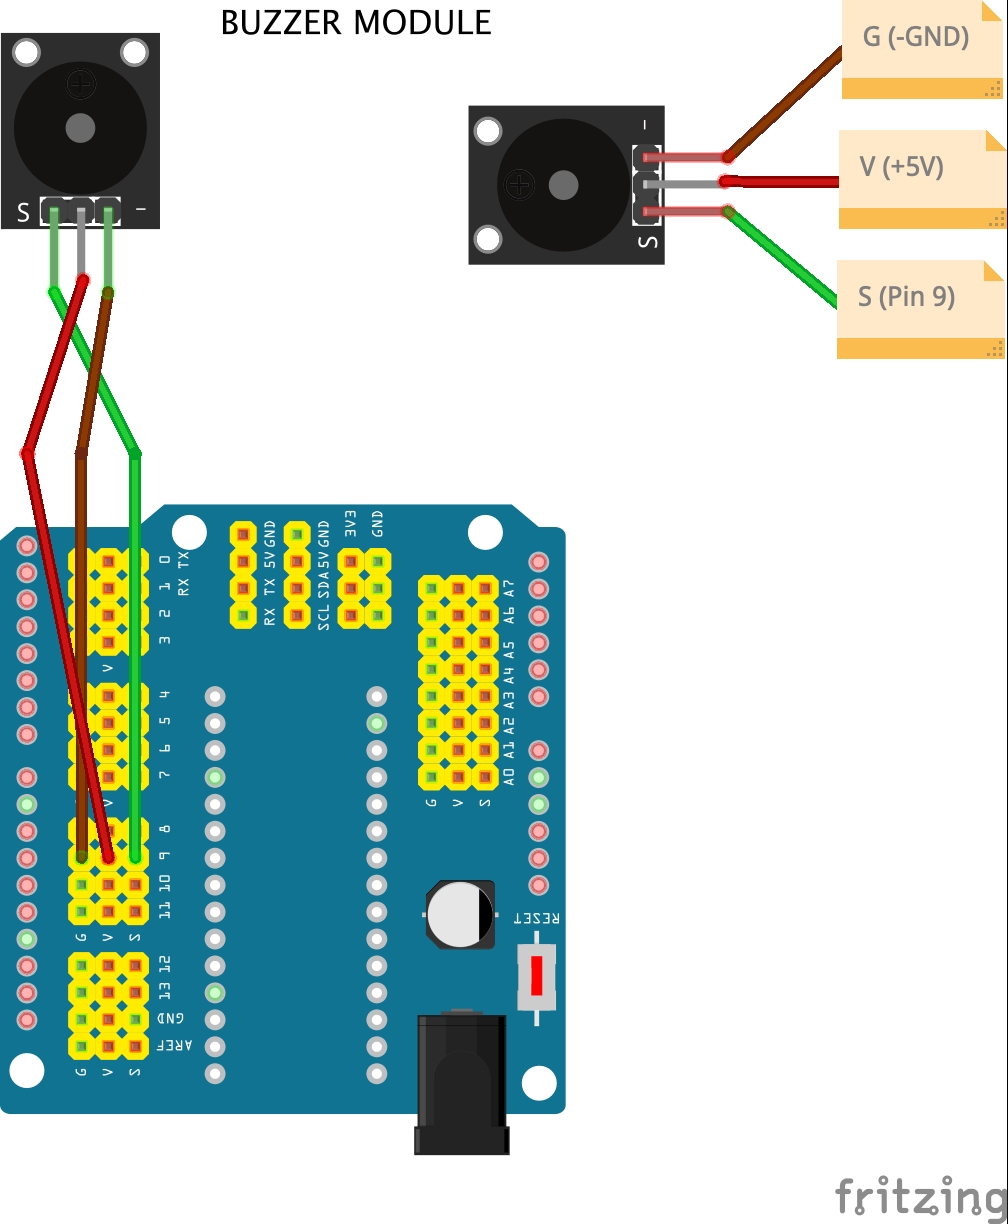 BUZZER MODULE
G (-GND)
V (+5V)
S (Pin 9)
-
S
S -
0
1
2
3
RX TX
V
4
5
6
7
V
8
9
10
11
G V S
12
13
GND
AREF
G V S
RX TX 5V GND
SCL SDA 5V GND
3V3
GND
A7
A6
A5
A4
A3
A2
A1
A0
G V S
RESET
fritzing